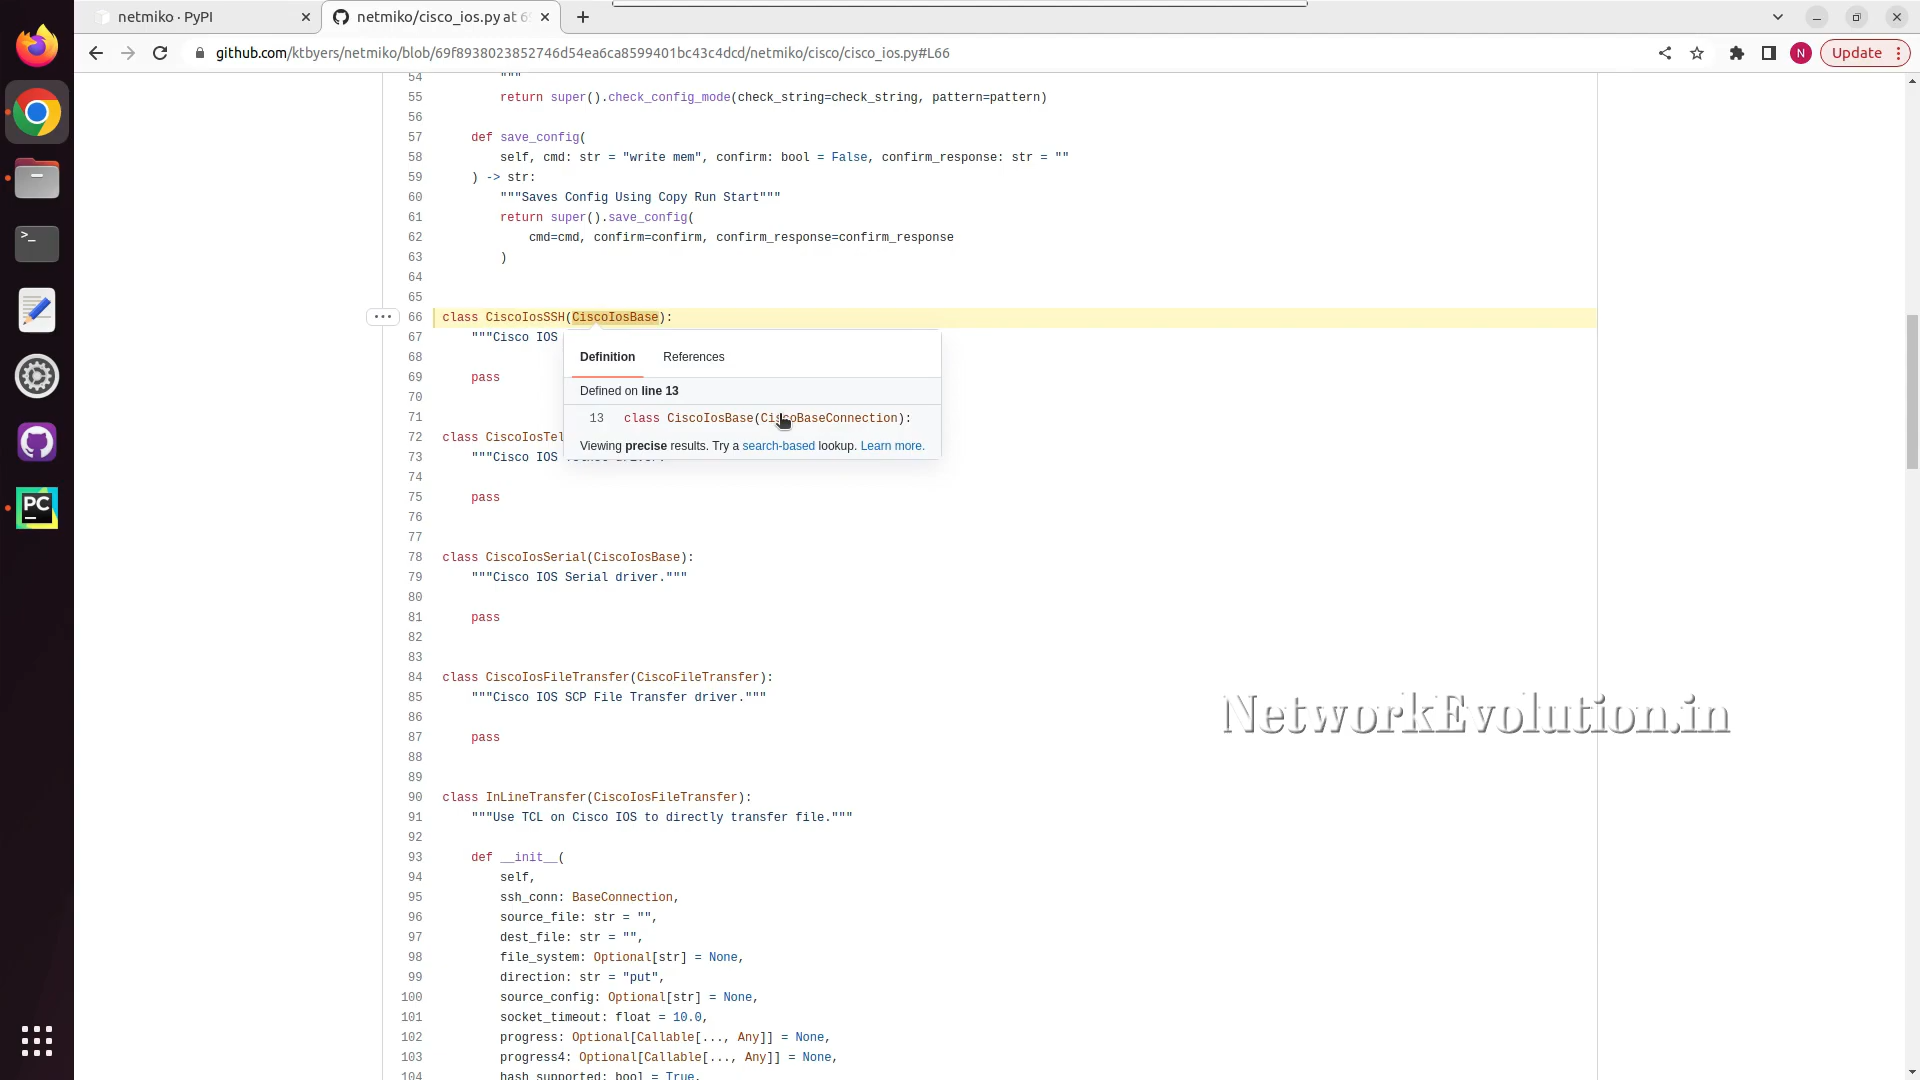 netmiko · PyPI
netmiko/cisco_ios.py at 69
github.com/ktbyers/netmiko/blob/69f8938023852746d54ea6ca8599401bc43c4dcd/netmiko/cisco/cisco_ios.py#L66
N
Update
54 """
55 return super().check_config_mode(check_string=check_string, pattern=pattern)
56
57 def save_config(
58 self, cmd: str = "write mem", confirm: bool = False, confirm_response: str = ""
59 ) -> str:
60 """Saves Config Using Copy Run Start"""
61 return super().save_config(
62 cmd=cmd, confirm=confirm, confirm_response=confirm_response
63 )
64
65
66 class CiscoIosSSH(CiscoIosBase):
67 """Cisco IOS
68
69 pass
70
71
72 class CiscoIosTel
73 """Cisco IOS
74
75 pass
76
77
78 class CiscoIosSerial(CiscoIosBase):
79 """Cisco IOS Serial driver."""
80
81 pass
82
83
84 class CiscoIosFileTransfer(CiscoFileTransfer):
85 """Cisco IOS SCP File Transfer driver."""
86
87 pass
88
89
90 class InLineTransfer(CiscoIosFileTransfer):
91 """Use TCL on Cisco IOS to directly transfer file."""
92
93 def __init__(
94 self,
95 ssh_conn: BaseConnection,
96 source_file: str = "",
97 dest_file: str = "",
98 file_system: Optional[str] = None,
99 direction: str = "put",
100 source_config: Optional[str] = None,
101 socket_timeout: float = 10.0,
102 progress: Optional[Callable[..., Any]] = None,
103 progress4: Optional[Callable[..., Any]] = None,
104 hash_supported: bool = True,
Definition References
Defined on line 13
13 class CiscoIosBase(CiscoBaseConnection):
Viewing precise results. Try a search-based lookup. Learn more.
NetworkEvolution.in
PC